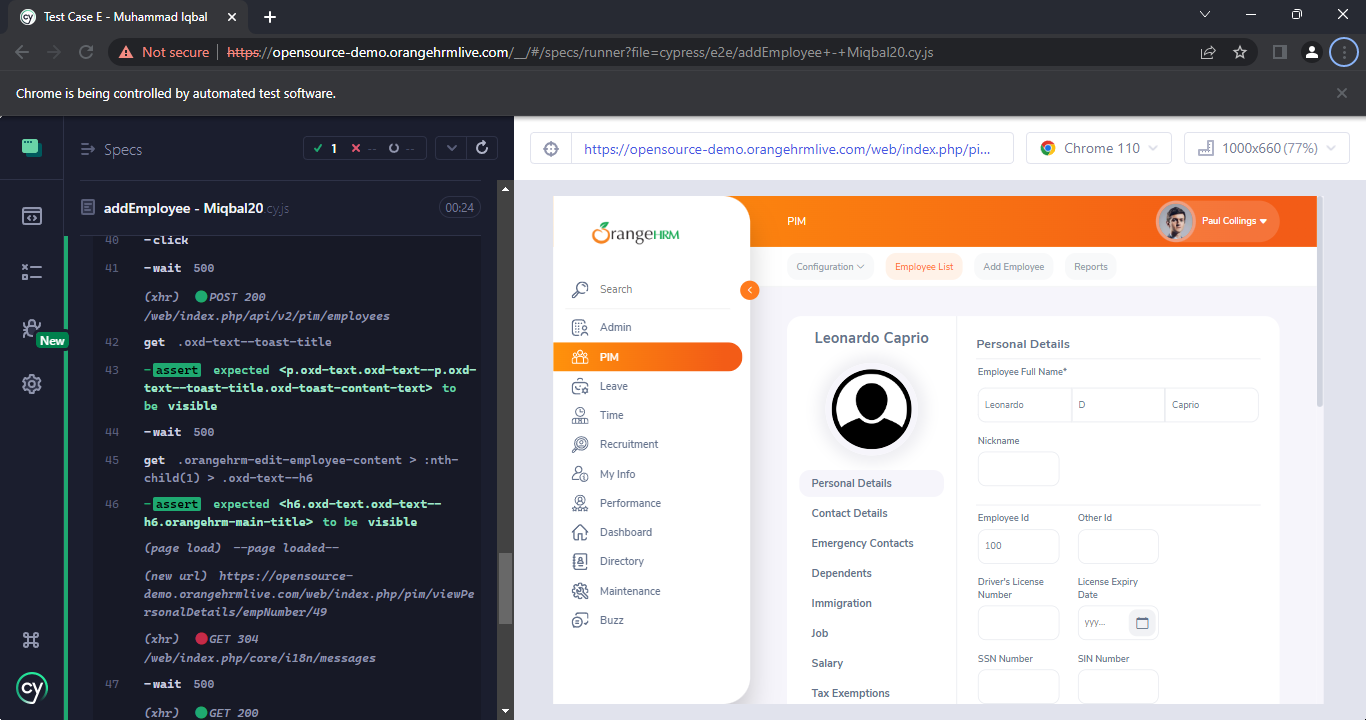 Test Case E - Muhammad Iqbal
Not secure
https://opensource-demo.orangehrmlive.com/__/#/specs/runner?file=cypress/e2e/addEmployee+-+Miqbal20.cy.js
Chrome is being controlled by automated test software.
Specs
1 -- --
addEmployee - Miqbal20.cy.js
00:24
40 -click
41 -wait 500
(xhr) POST 200
/web/index.php/api/v2/pim/employees
42 get .oxd-text--toast-title
43 -assert expected <p.oxd-text.oxd-text--p.oxd-
text--toast-title.oxd-toast-content-text> to
be visible
44 -wait 500
45 get .orangehrm-edit-employee-content > :nth-
child(1) > .oxd-text--h6
46 -assert expected <h6.oxd-text.oxd-text--
h6.orangehrm-main-title> to be visible
(page load) --page loaded--
(new url) https://opensource-
demo.orangehrmlive.com/web/index.php/pim/viewPe
rsonalDetails/empNumber/49
(xhr) GET 304
/web/index.php/core/i18n/messages
47 -wait 500
(xhr) GET 200
New
cy
https://opensource-demo.orangehrmlive.com/web/index.php/pi...
Chrome 110
1000x660 (77%)
OrangeHRM
Search
Admin
PIM
Leave
Time
Recruitment
My Info
Performance
Dashboard
Directory
Maintenance
Buzz
PIM
Paul Collings
Configuration
Employee List
Add Employee
Reports
Leonardo Caprio
Personal Details
Contact Details
Emergency Contacts
Dependents
Immigration
Job
Salary
Tax Exemptions
Personal Details
Employee Full Name*
Leonardo D Caprio
Nickname
Employee Id Other Id
100
Driver's License
Number
License Expiry
Date
yyy...
SSN Number SIN Number